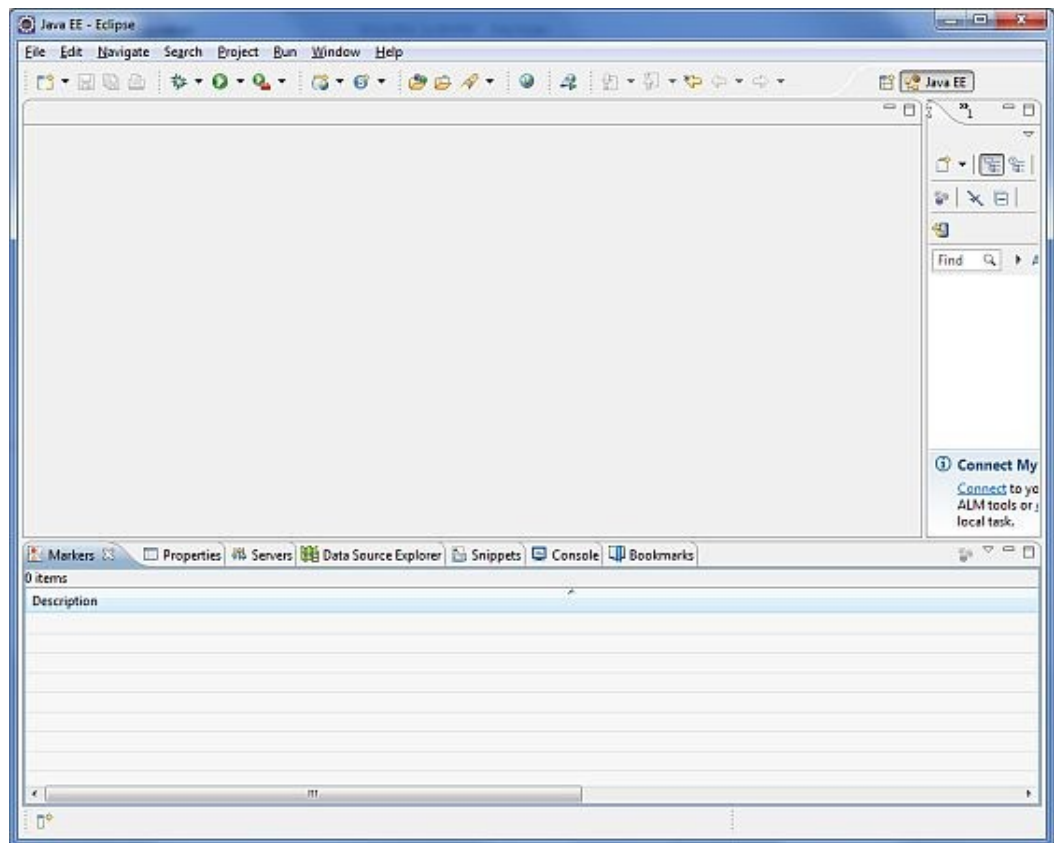 Java EE - Eclipse
File Edit Navigate Search Project Run Window Help
Java EE
»1
Find
Connect My
Connect to yo
ALM tools or
local task.
Markers Properties Servers Data Source Explorer Snippets Console Bookmarks
0 items
Description